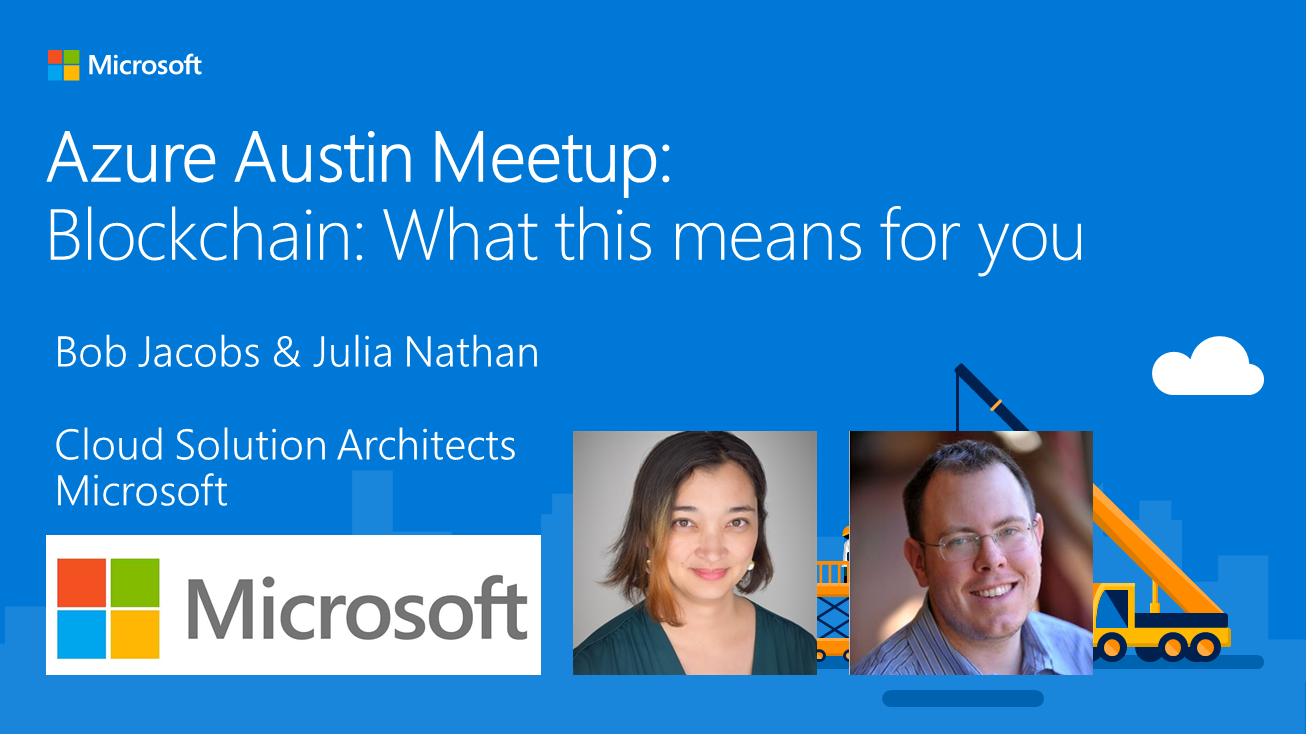 Microsoft
Azure Austin Meetup:
Blockchain: What this means for you
Bob Jacobs & Julia Nathan
Cloud Solution Architects
Microsoft
Microsoft